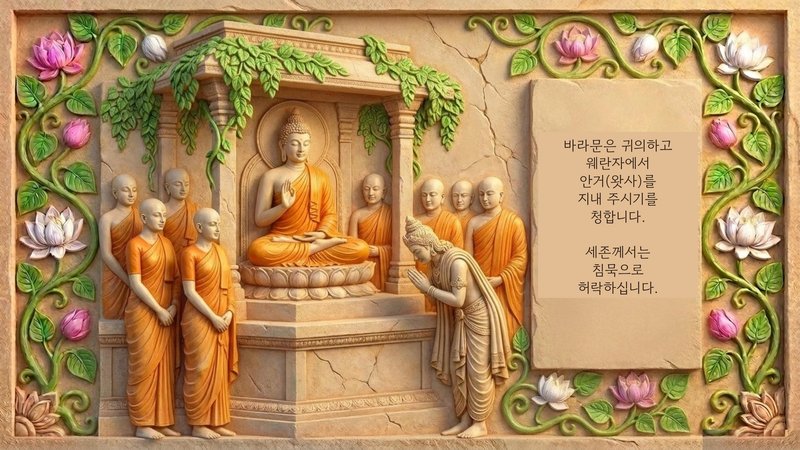 바라문은 귀의하고
웨란자에서
안거(왓사)를
지내 주시기를
청합니다.

세존께서는
침묵으로
허락하십니다.